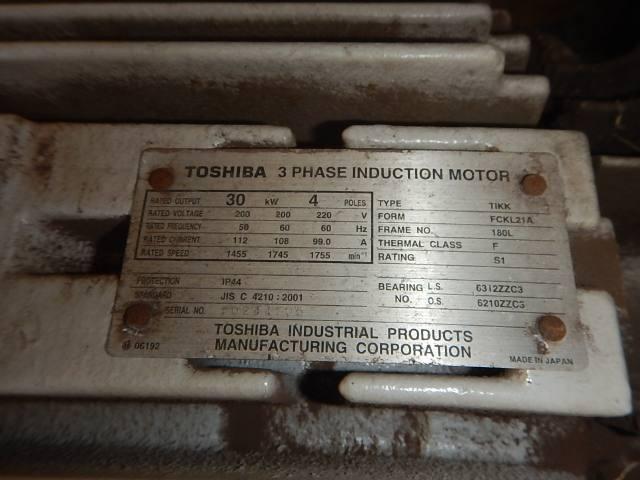 TOSHIBA 3 PHASE INDUCTION MOTOR
RATED OUTPUT 30 kW 4 POLES
RATED VOLTAGE 200 200 220 V
RATED FREQUENCY 50 60 60 Hz
RATED CURRENT 112 108 99.0 A
RATED SPEED 1455 1745 1755 min⁻¹
TYPE TIKK
FORM FCKL21A
FRAME NO. 180L
THERMAL CLASS F
RATING S1
PROTECTION IP44
STANDARD JIS C 4210 : 2001
SERIAL NO.
BEARING L.S. 6312ZZC3
NO. O.S. 6210ZZC3
TOSHIBA INDUSTRIAL PRODUCTS
MANUFACTURING CORPORATION
06192
MADE IN JAPAN